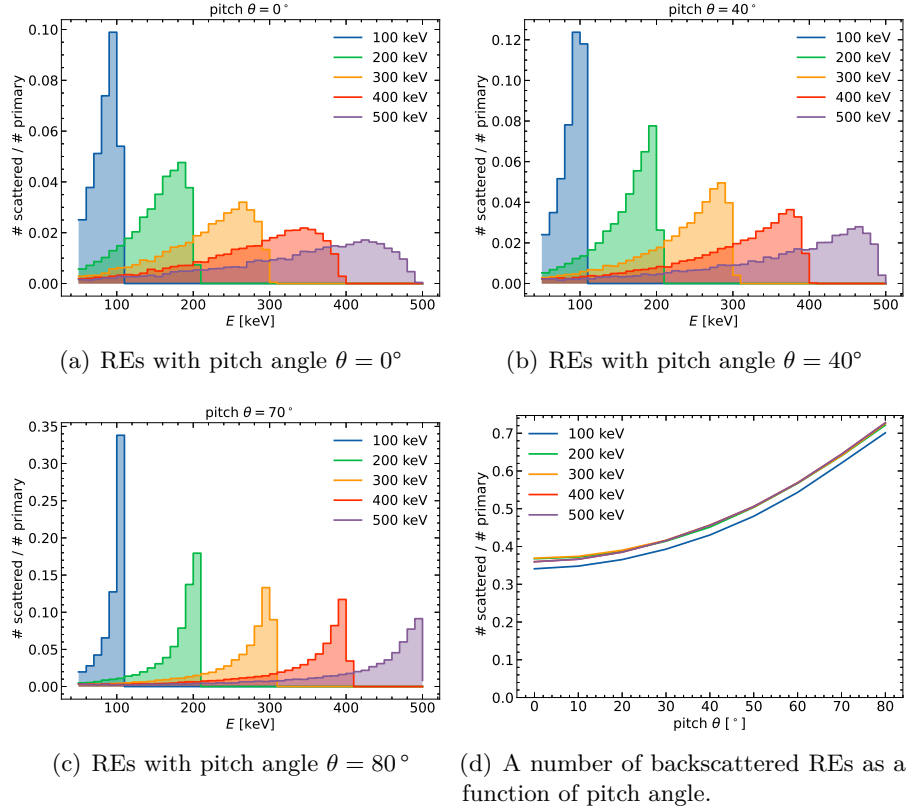 pitch θ = 0°
0.10
0.08
0.06
0.04
0.02
0.00
# scattered / # primary
100 keV
200 keV
300 keV
400 keV
500 keV
100
200
300
400
500
E [keV]
(a) REs with pitch angle θ = 0°
pitch θ = 40°
0.12
0.10
0.08
0.06
0.04
0.02
0.00
# scattered / # primary
100 keV
200 keV
300 keV
400 keV
500 keV
100
200
300
400
500
E [keV]
(b) REs with pitch angle θ = 40°
pitch θ = 70°
0.35
0.30
0.25
0.20
0.15
0.10
0.05
0.00
# scattered / # primary
100 keV
200 keV
300 keV
400 keV
500 keV
100
200
300
400
500
E [keV]
(c) REs with pitch angle θ = 80°
0.7
0.6
0.5
0.4
0.3
0.2
0.1
0.0
# scattered / # primary
100 keV
200 keV
300 keV
400 keV
500 keV
0
10
20
30
40
50
60
70
80
pitch θ [°]
(d) A number of backscattered REs as a
function of pitch angle.